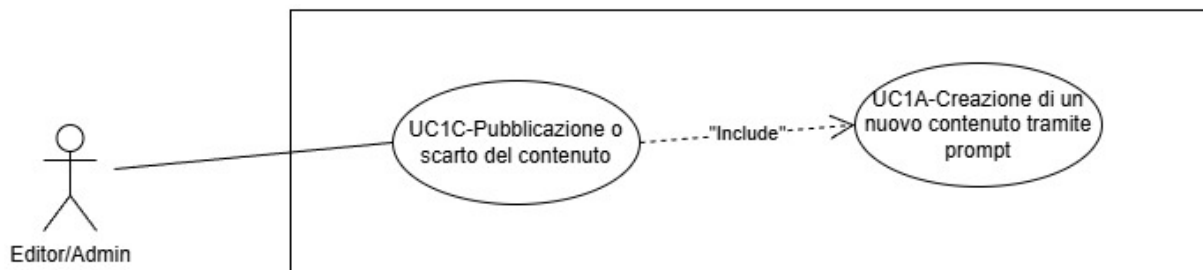 UC1C-Pubblicazione o
scarto del contenuto
"Include"
UC1A-Creazione di un
nuovo contenuto tramite
prompt
Editor/Admin